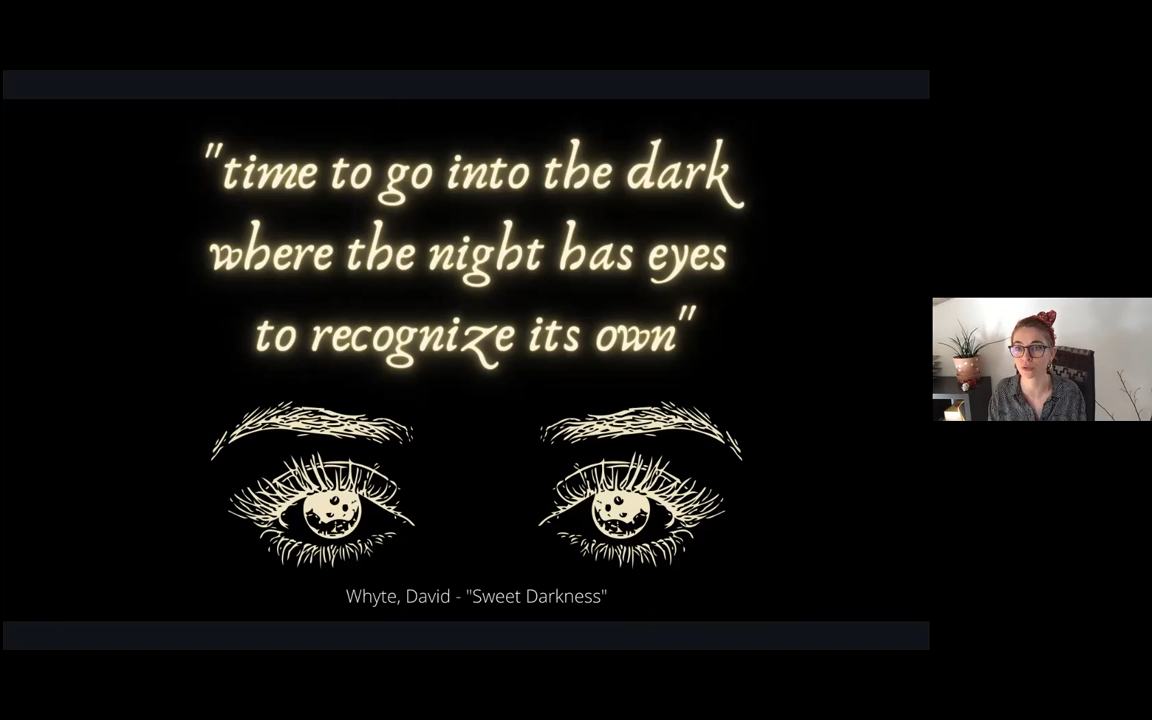 "time to go into the dark
where the night has eyes
to recognize its own"
Whyte, David - "Sweet Darkness"